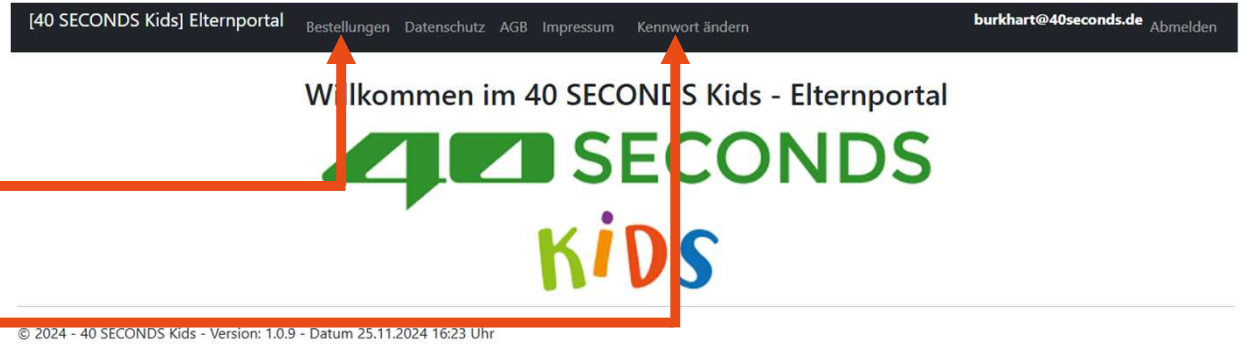 [40 SECONDS Kids] Elternportal Bestellungen Datenschutz AGB Impressum Kennwort ändern burkhart@40seconds.de Abmelden
Willkommen im 40 SECONDS Kids - Elternportal
40 SECONDS
KiDS
© 2024 - 40 SECONDS Kids - Version: 1.0.9 - Datum 25.11.2024 16:23 Uhr